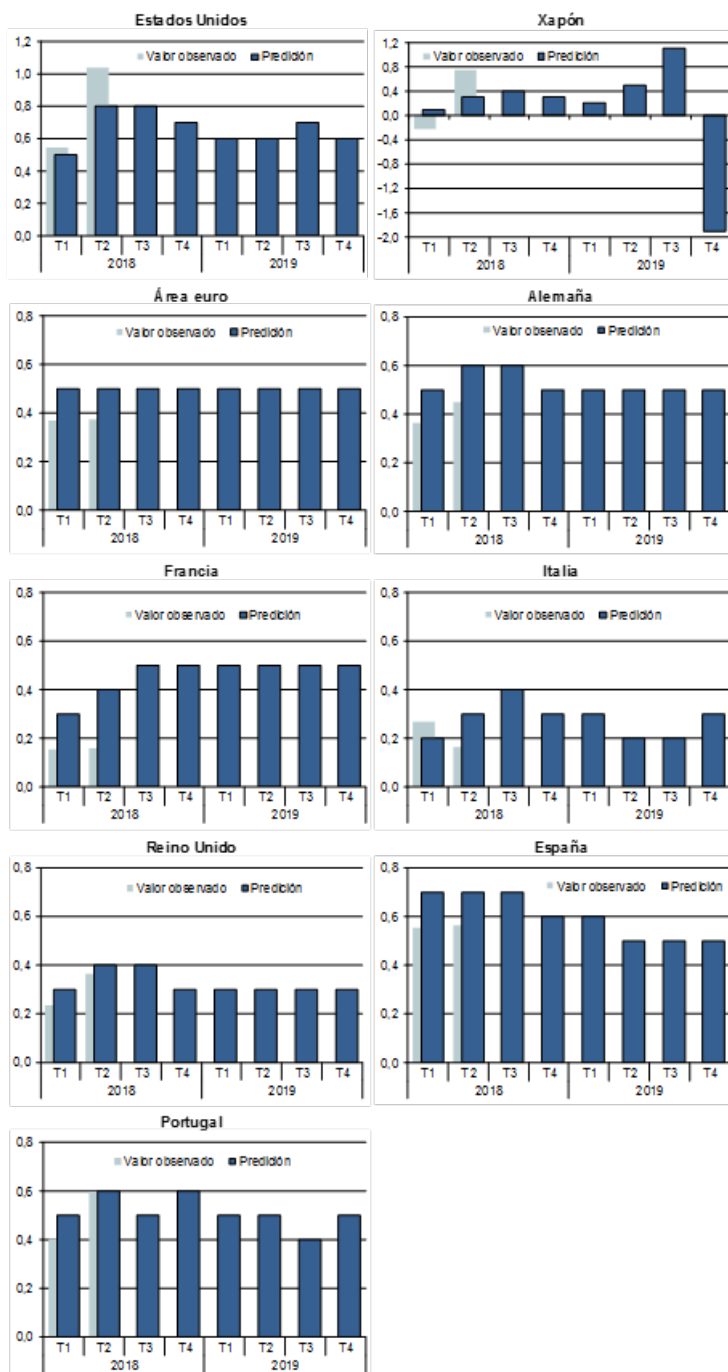 Estados Unidos
Valor observado Predición
1,2
1,0
0,8
0,6
0,4
0,2
0,0
T1 T2 T3 T4 T1 T2 T3 T4
2018 2019
Xapón
1,2
0,8
0,4
0,0
-0,4
-0,8
-1,2
-1,6
-2,0
Valor observado Predición
T1 T2 T3 T4 T1 T2 T3 T4
2018 2019
Área euro
0,8
Valor observado Predición
0,6
0,4
0,2
0,0
T1 T2 T3 T4 T1 T2 T3 T4
2018 2019
Alemaña
0,8
Valor observado Predición
0,6
0,4
0,2
0,0
T1 T2 T3 T4 T1 T2 T3 T4
2018 2019
Francia
0,8
Valor observado Predición
0,6
0,4
0,2
0,0
T1 T2 T3 T4 T1 T2 T3 T4
2018 2019
Italia
0,8
Valor observado Predición
0,6
0,4
0,2
0,0
T1 T2 T3 T4 T1 T2 T3 T4
2018 2019
Reino Unido
0,8
Valor observado Predición
0,6
0,4
0,2
0,0
T1 T2 T3 T4 T1 T2 T3 T4
2018 2019
España
0,8
Valor observado Predición
0,6
0,4
0,2
0,0
T1 T2 T3 T4 T1 T2 T3 T4
2018 2019
Portugal
0,8
Valor observado Predición
0,6
0,4
0,2
0,0
T1 T2 T3 T4 T1 T2 T3 T4
2018 2019